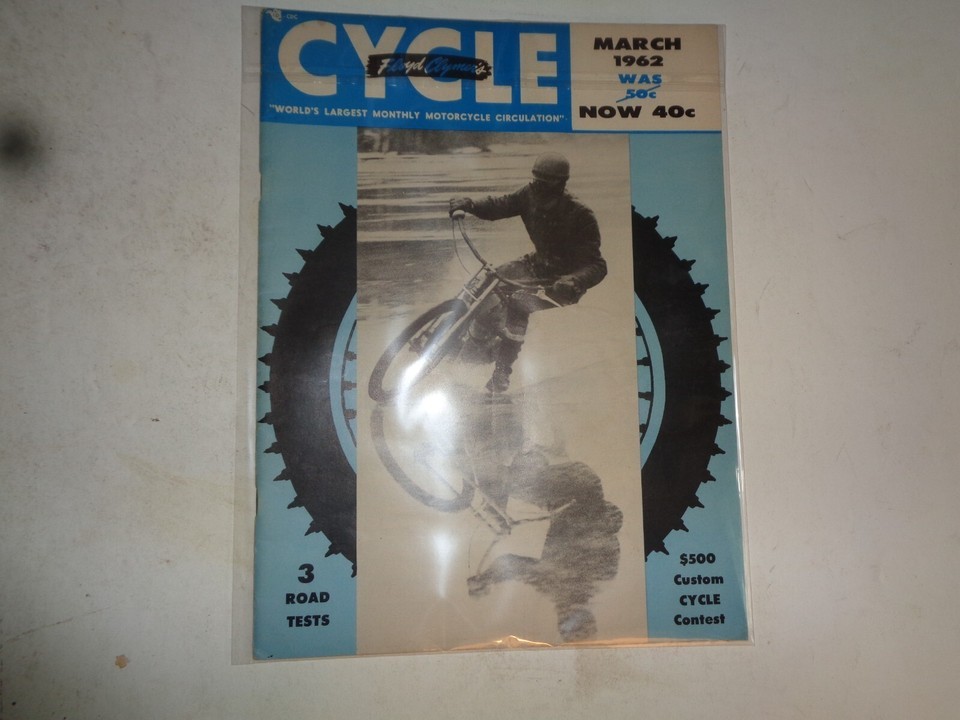 CYCLE
Floyd Clymer's
"WORLD'S LARGEST MONTHLY MOTORCYCLE CIRCULATION"
MARCH
1962
WAS
50c
NOW 40c
3
ROAD
TESTS
$500
Custom
CYCLE
Contest